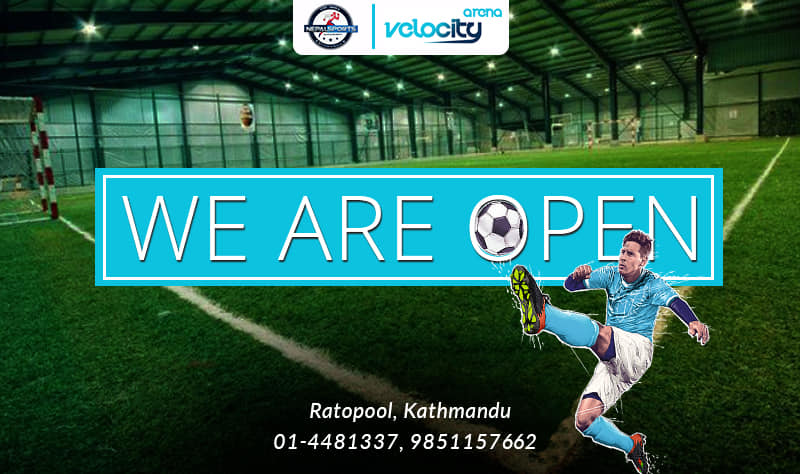 NEPALSPORTS
velocity arena
WE ARE OPEN
Ratopool, Kathmandu
01-4481337, 9851157662